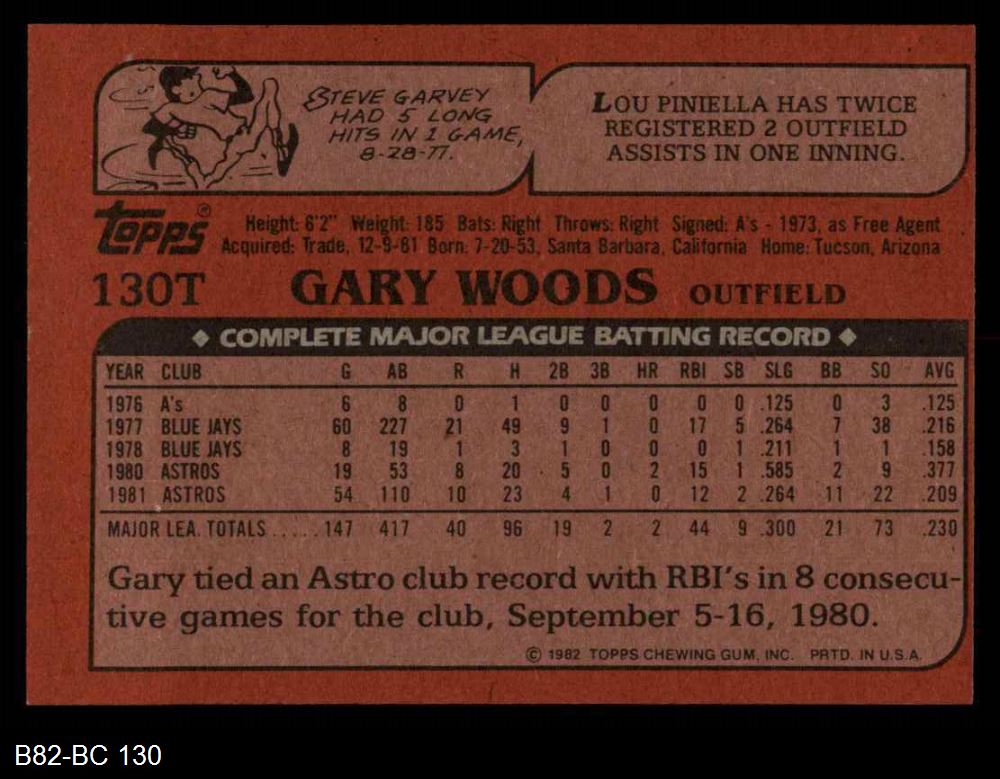 STEVE GARVEY
HAD 5 LONG
HITS IN 1 GAME,
8-28-77.
LOU PINIELLA HAS TWICE
REGISTERED 2 OUTFIELD
ASSISTS IN ONE INNING.
TOPPS®
Height: 6'2" Weight: 185 Bats: Right Throws: Right Signed: A's - 1973, as Free Agent
Acquired: Trade, 12-9-81 Born: 7-20-53, Santa Barbara, California Home: Tucson, Arizona
130T GARY WOODS OUTFIELD
◆ COMPLETE MAJOR LEAGUE BATTING RECORD ◆
YEAR CLUB G AB R H 2B 3B HR RBI SB SLG BB SO AVG
1976 A's 6 8 0 1 0 0 0 0 0 .125 0 3 .125
1977 BLUE JAYS 60 227 21 49 9 1 0 17 5 .264 7 38 .216
1978 BLUE JAYS 8 19 1 3 1 0 0 0 1 .211 1 1 .158
1980 ASTROS 19 53 8 20 5 0 2 15 1 .585 2 9 .377
1981 ASTROS 54 110 10 23 4 1 0 12 2 .264 11 22 .209
MAJOR LEA. TOTALS ..... 147 417 40 96 19 2 2 44 9 .300 21 73 .230
Gary tied an Astro club record with RBI's in 8 consecu-
tive games for the club, September 5-16, 1980.
© 1982 TOPPS CHEWING GUM, INC. PRTD. IN U.S.A.
B82-BC 130